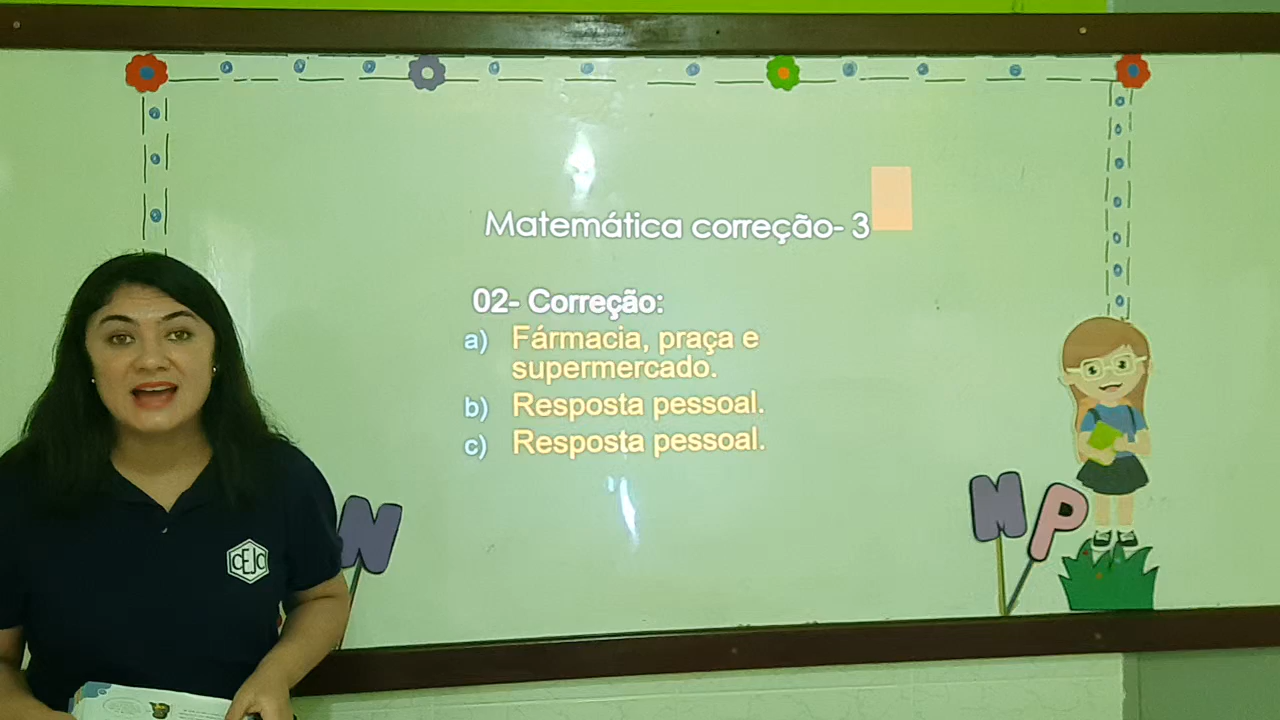 Matemática correção- 3
02- Correção:
a) Fármacia, praça e
supermercado.
b) Resposta pessoal.
c) Resposta pessoal.
N
M P
CEJC